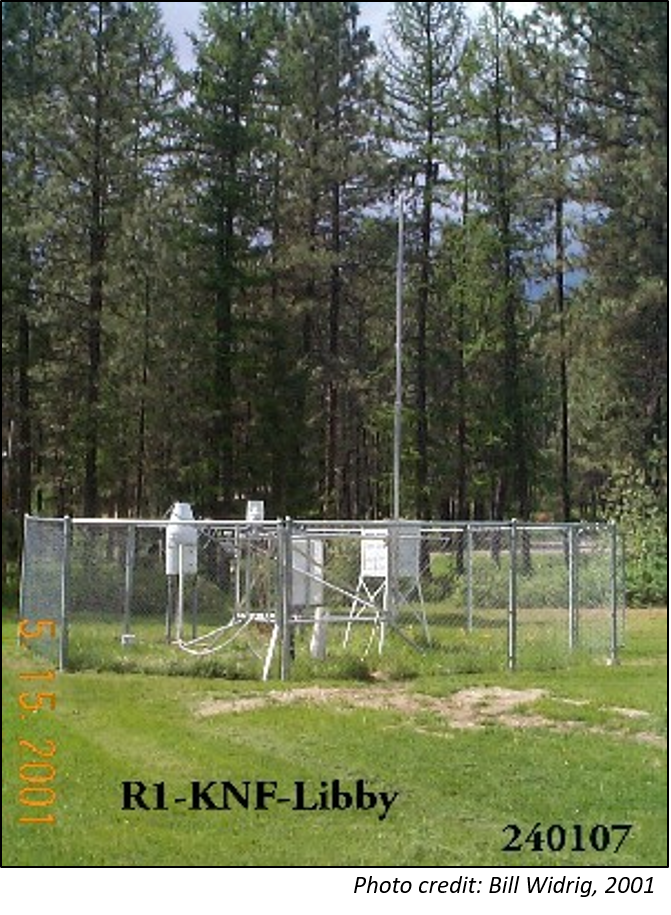 5. 15. 2001
R1-KNF-Libby
240107
Photo credit: Bill Widrig, 2001